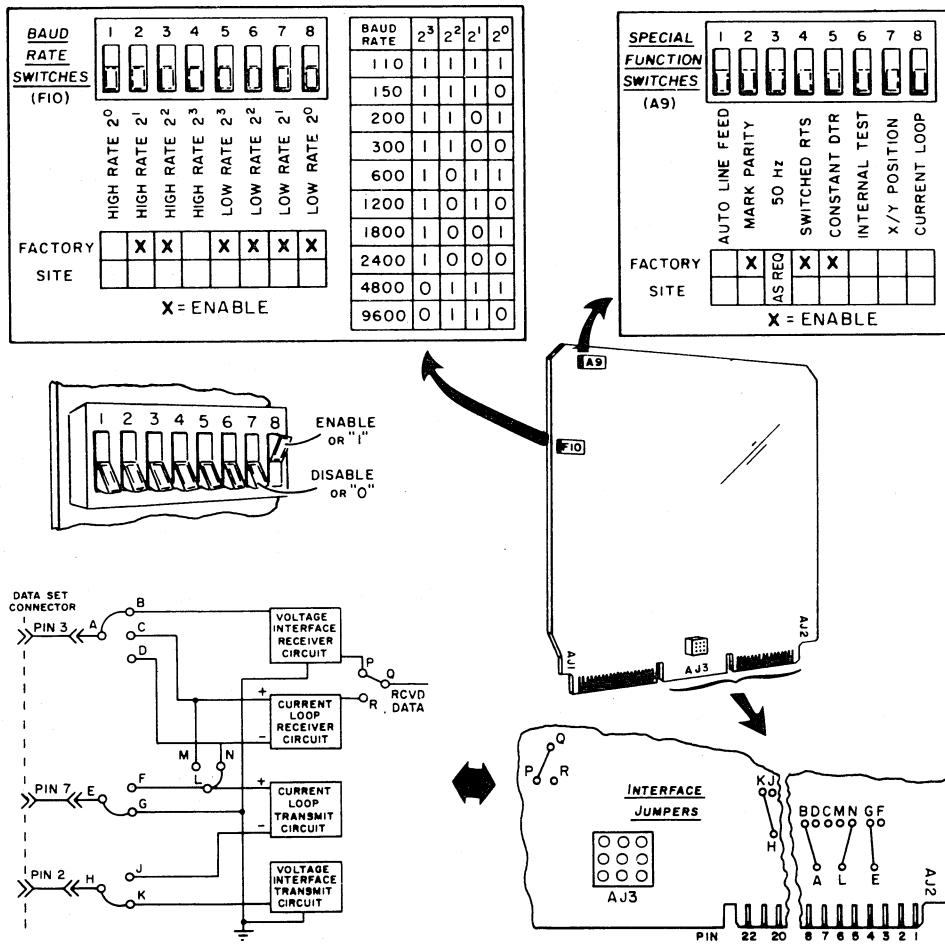 BAUD
RATE
SWITCHES
(F10)
1 2 3 4 5 6 7 8
HIGH RATE 2⁰
HIGH RATE 2¹
HIGH RATE 2²
HIGH RATE 2³
LOW RATE 2³
LOW RATE 2²
LOW RATE 2¹
LOW RATE 2⁰
FACTORY X X X X X X
SITE
X = ENABLE
BAUD RATE 2³ 2² 2¹ 2⁰
110 1 1 1 1
150 1 1 1 0
200 1 1 0 1
300 1 1 0 0
600 1 0 1 1
1200 1 0 1 0
1800 1 0 0 1
2400 1 0 0 0
4800 0 1 1 1
9600 0 1 1 0
SPECIAL
FUNCTION
SWITCHES
(A9)
1 2 3 4 5 6 7 8
AUTO LINE FEED
MARK PARITY
50 Hz
SWITCHED RTS
CONSTANT DTR
INTERNAL TEST
X/Y POSITION
CURRENT LOOP
FACTORY X X X
SITE
AS REQ
X = ENABLE
A9
F10
AJ1
AJ3
AJ2
1 2 3 4 5 6 7 8
ENABLE
OR "1"
DISABLE
OR "0"
DATA SET
CONNECTOR
PIN 3
A
B
C
D
VOLTAGE
INTERFACE
RECEIVER
CIRCUIT
P
Q
R
RCVD
DATA
+
CURRENT
LOOP
RECEIVER
CIRCUIT
-
M
N
L
PIN 7
E
F
G
+
CURRENT
LOOP
TRANSMIT
CIRCUIT
-
PIN 2
H
J
K
VOLTAGE
INTERFACE
TRANSMIT
CIRCUIT
Q
P
R
INTERFACE
JUMPERS
AJ3
K J
H
B D C M N G F
A L E
AJ2
PIN 22 20 8 7 6 5 4 3 2 1